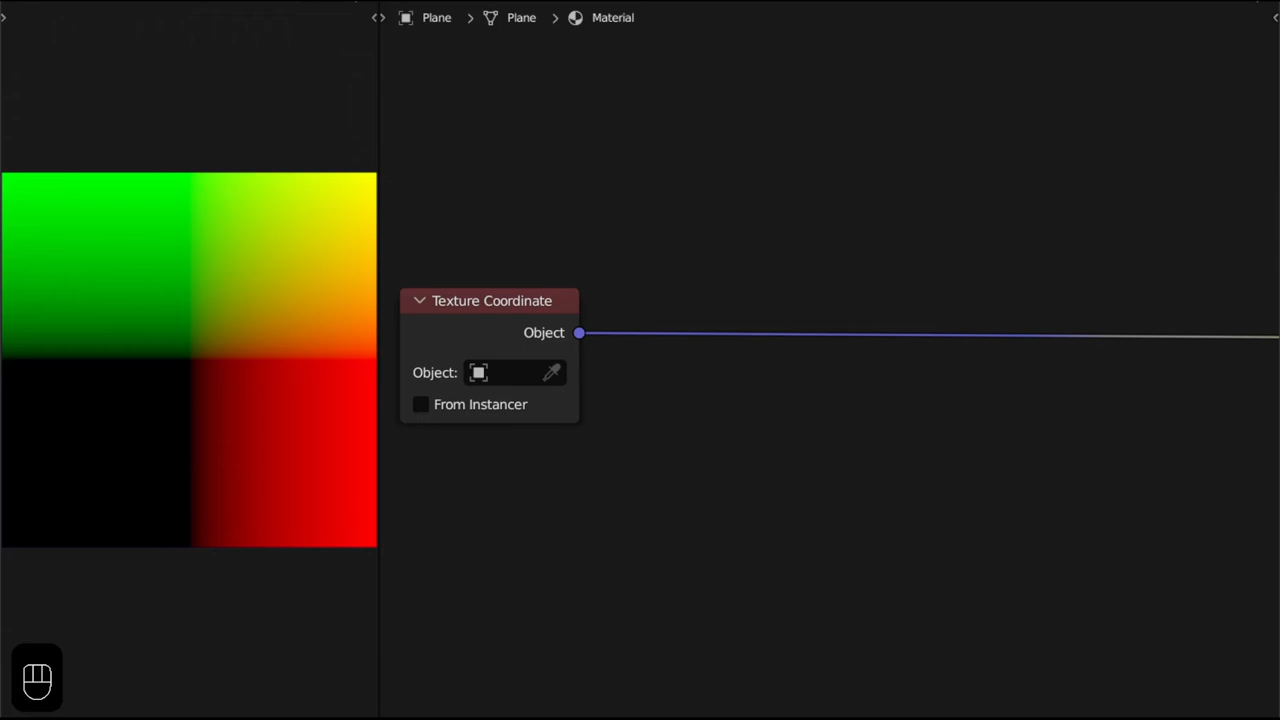 Plane > Plane > Material
Texture Coordinate
Object
Object:
From Instancer